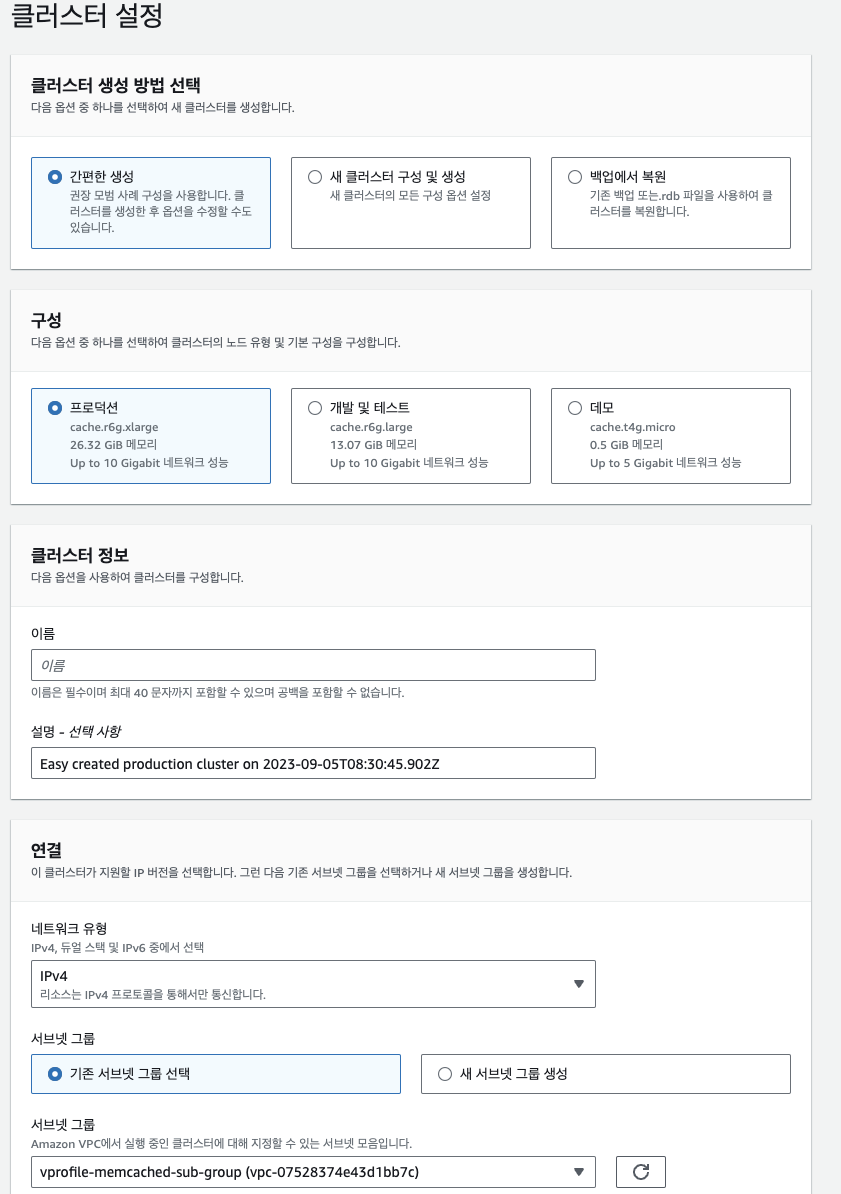 클러스터 설정
클러스터 생성 방법 선택
다음 옵션 중 하나를 선택하여 새 클러스터를 생성합니다.
간편한 생성
권장 모범 사례 구성을 사용합니다. 클
러스터를 생성한 후 옵션을 수정할 수도
있습니다.
새 클러스터 구성 및 생성
새 클러스터의 모든 구성 옵션 설정
백업에서 복원
기존 백업 또는.rdb 파일을 사용하여 클
러스터를 복원합니다.
구성
다음 옵션 중 하나를 선택하여 클러스터의 노드 유형 및 기본 구성을 구성합니다.
프로덕션
cache.r6g.xlarge
26.32 GiB 메모리
Up to 10 Gigabit 네트워크 성능
개발 및 테스트
cache.r6g.large
13.07 GiB 메모리
Up to 10 Gigabit 네트워크 성능
데모
cache.t4g.micro
0.5 GiB 메모리
Up to 5 Gigabit 네트워크 성능
클러스터 정보
다음 옵션을 사용하여 클러스터를 구성합니다.
이름
이름
이름은 필수이며 최대 40 문자까지 포함할 수 있으며 공백을 포함할 수 없습니다.
설명 - 선택 사항
Easy created production cluster on 2023-09-05T08:30:45.902Z
연결
이 클러스터가 지원할 IP 버전을 선택합니다. 그런 다음 기존 서브넷 그룹을 선택하거나 새 서브넷 그룹을 생성합니다.
네트워크 유형
IPv4, 듀얼 스택 및 IPv6 중에서 선택
IPv4
리소스는 IPv4 프로토콜을 통해서만 통신합니다.
서브넷 그룹
기존 서브넷 그룹 선택
새 서브넷 그룹 생성
서브넷 그룹
Amazon VPC에서 실행 중인 클러스터에 대해 지정할 수 있는 서브넷 모음입니다.
vprofile-memcached-sub-group (vpc-07528374e43d1bb7c)